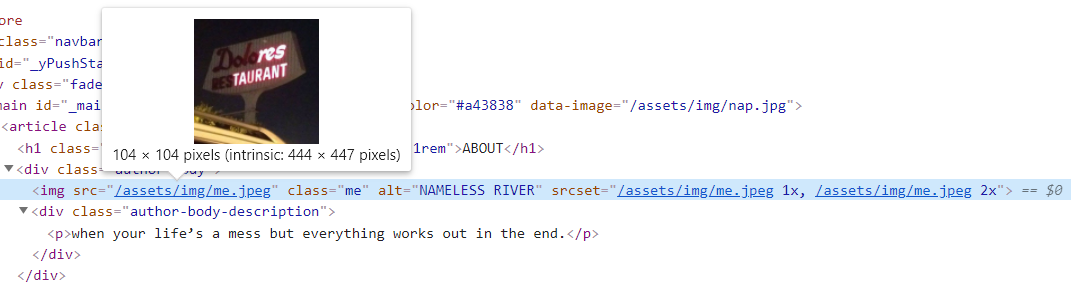 ore
class="navbar
Dolores
id="_yPushSta
RESTAURANT
v class="fade
main id="_mai
olor="#a43838" data-image="/assets/img/nap.jpg">
<article clas
<h1 class="
1rem">ABOUT</h1>
104 × 104 pixels (intrinsic: 444 × 447 pixels)
▼<div class="author-body">
<img src="/assets/img/me.jpeg" class="me" alt="NAMELESS RIVER" srcset="/assets/img/me.jpeg 1x, /assets/img/me.jpeg 2x"> == $0
▼<div class="author-body-description">
<p>when your life’s a mess but everything works out in the end.</p>
</div>
</div>